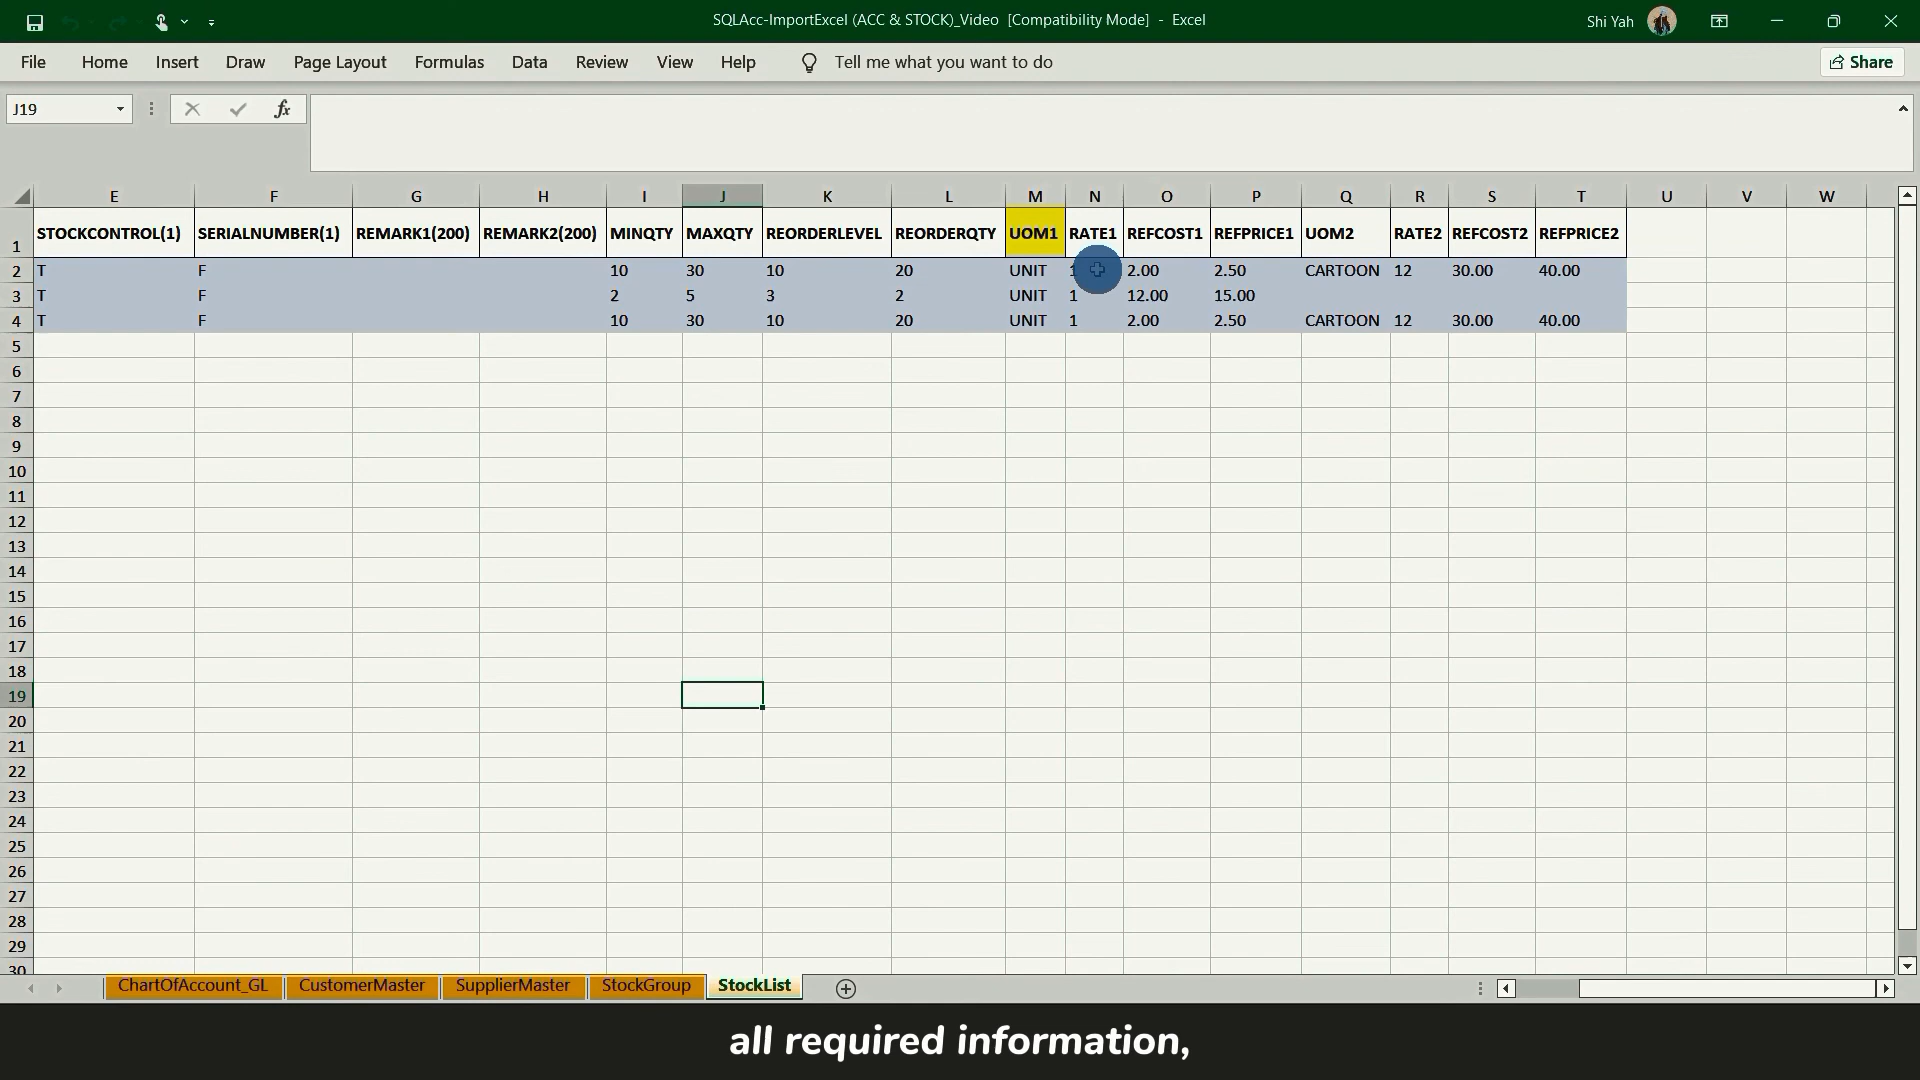 SQLAcc-ImportExcel (ACC & STOCK)_Video [Compatibility Mode] - Excel
Shi Yah
File Home Insert Draw Page Layout Formulas Data Review View Help Tell me what you want to do Share
J19 fx
E F G H I J K L M N O P Q R S T U V W
1 STOCKCONTROL(1) SERIALNUMBER(1) REMARK1(200) REMARK2(200) MINQTY MAXQTY REORDERLEVEL REORDERQTY UOM1 RATE1 REFCOST1 REFPRICE1 UOM2 RATE2 REFCOST2 REFPRICE2
2 T F 10 30 10 20 UNIT 1 2.00 2.50 CARTOON 12 30.00 40.00
3 T F 2 5 3 2 UNIT 1 12.00 15.00
4 T F 10 30 10 20 UNIT 1 2.00 2.50 CARTOON 12 30.00 40.00
5
6
7
8
9
10
11
12
13
14
15
16
17
18
19
20
21
22
23
24
25
26
27
28
29
30
ChartOfAccount_GL CustomerMaster SupplierMaster StockGroup StockList
all required information,